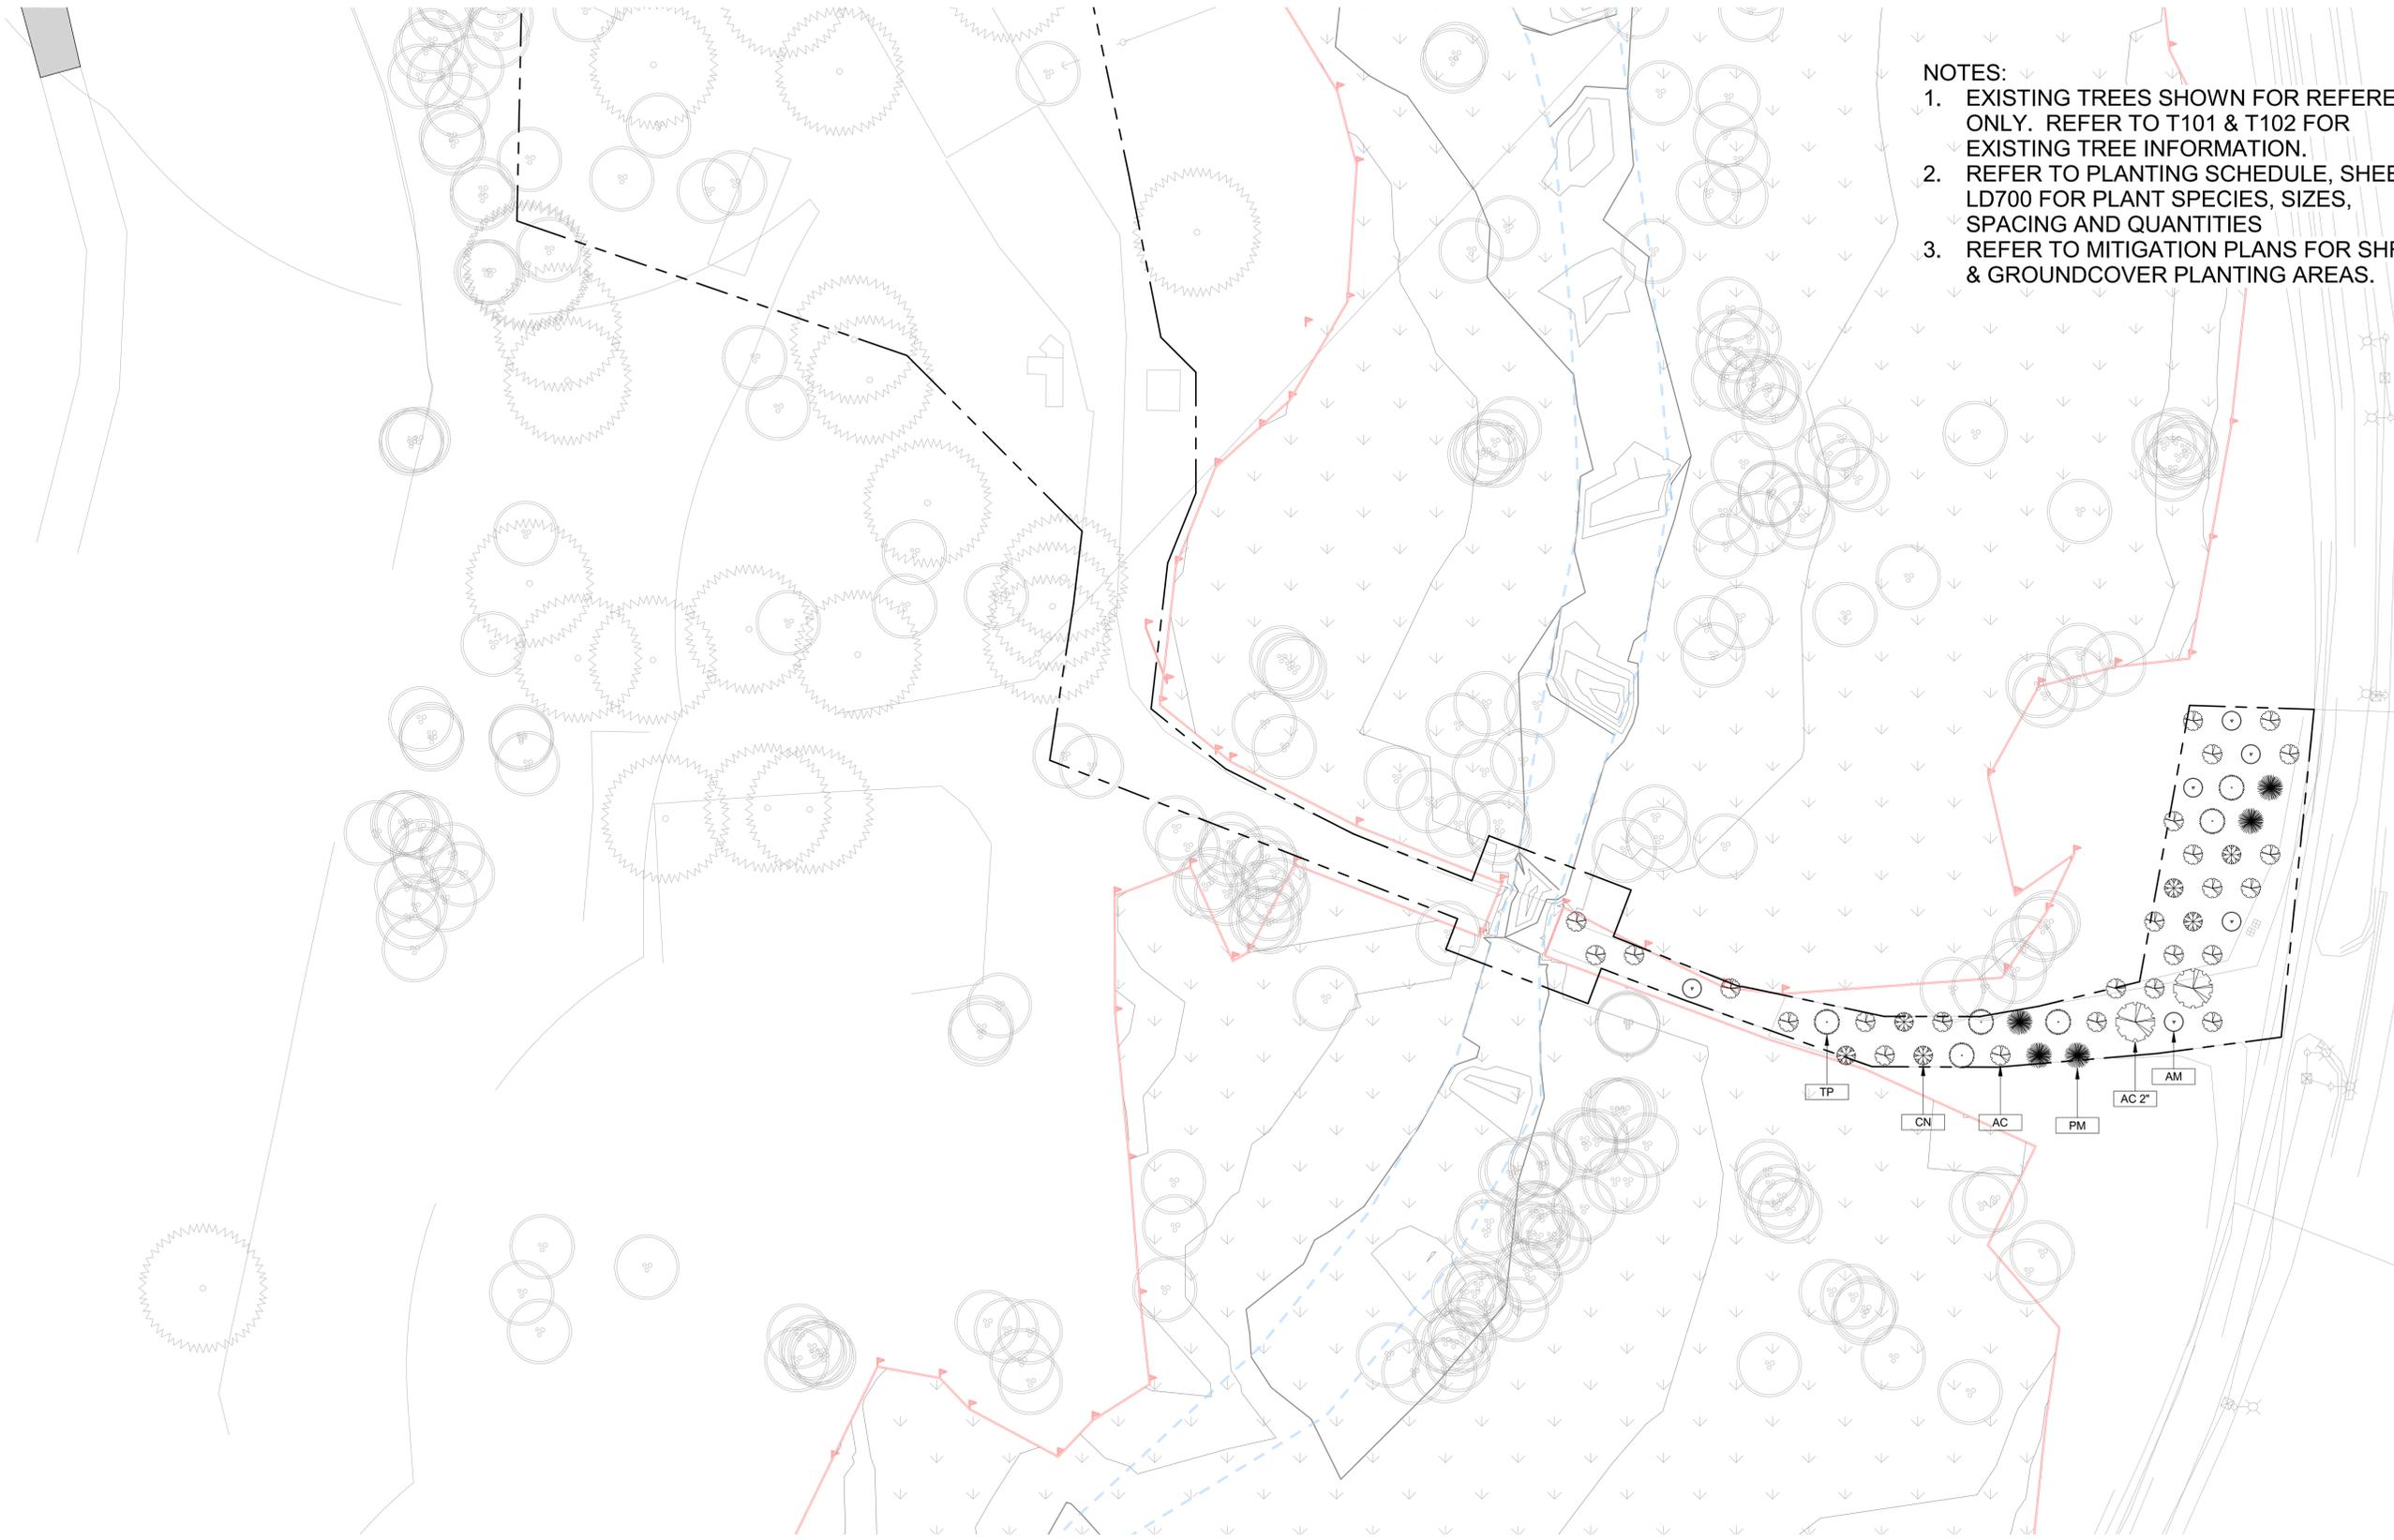 NOTES:
1. EXISTING TREES SHOWN FOR REFERE
ONLY. REFER TO T101 & T102 FOR
EXISTING TREE INFORMATION.
2. REFER TO PLANTING SCHEDULE, SHEE
LD700 FOR PLANT SPECIES, SIZES,
SPACING AND QUANTITIES
3. REFER TO MITIGATION PLANS FOR SHR
& GROUNDCOVER PLANTING AREAS.
TP
CN
AC
PM
AC 2"
AM